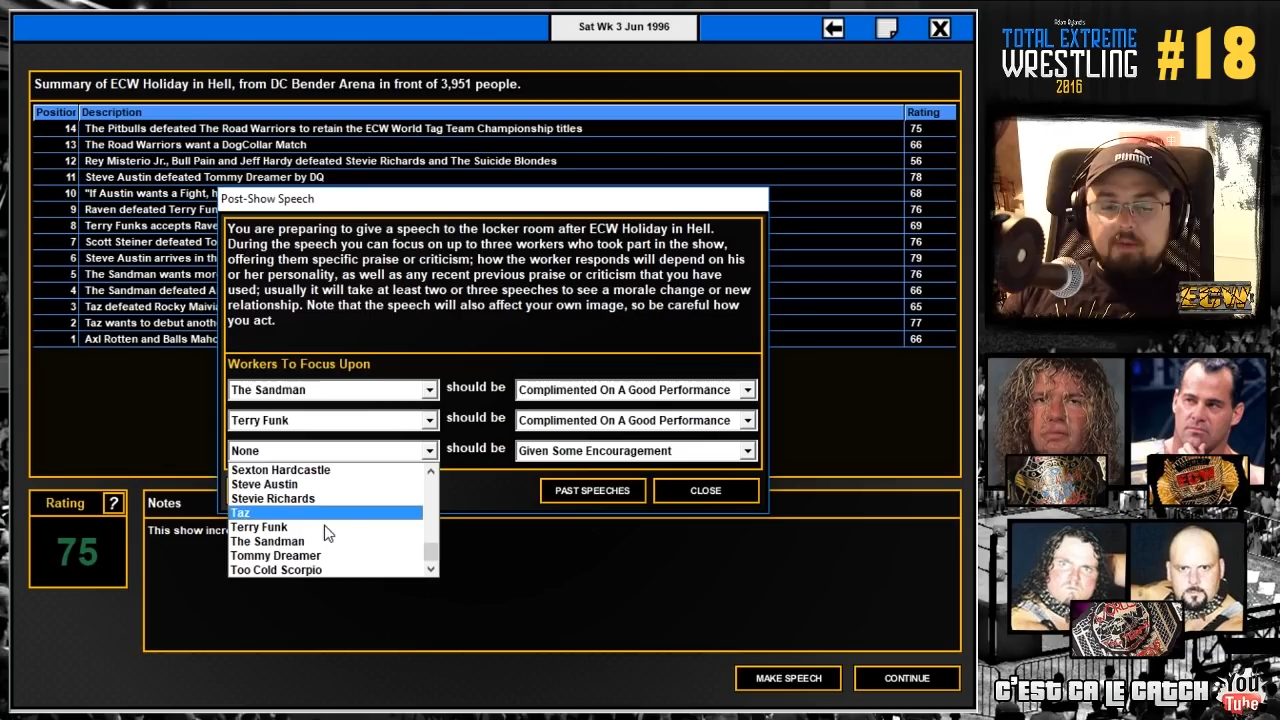 Sat Wk 3 Jun 1996
Summary of ECW Holiday in Hell, from DC Bender Arena in front of 3,951 people.
Position Description Rating
14 The Pitbulls defeated The Road Warriors to retain the ECW World Tag Team Championship titles 75
13 The Road Warriors want a DogCollar Match 66
12 Rey Misterio Jr., Bull Pain and Jeff Hardy defeated Stevie Richards and The Suicide Blondes 56
11 Steve Austin defeated Tommy Dreamer by DQ 78
10 "If Austin wants a Fight, h 68
9 Raven defeated Terry Fun 76
8 Terry Funks accepts Rave 69
7 Scott Steiner defeated To 76
6 Steve Austin arrives in th 79
5 The Sandman wants mor 76
4 The Sandman defeated A 66
3 Taz defeated Rocky Maivi 65
2 Taz wants to debut anoth 77
1 Axl Rotten and Balls Maho 66
Post-Show Speech
You are preparing to give a speech to the locker room after ECW Holiday in Hell.
During the speech you can focus on up to three workers who took part in the show,
offering them specific praise or criticism; how the worker responds will depend on his
or her personality, as well as any recent previous praise or criticism that you have
used; usually it will take at least two or three speeches to see a morale change or new
relationship. Note that the speech will also affect your own image, so be careful how
you act.
Workers To Focus Upon
The Sandman should be Complimented On A Good Performance
Terry Funk should be Complimented On A Good Performance
None should be Given Some Encouragement
Sexton Hardcastle
Steve Austin
Stevie Richards
Taz
Terry Funk
The Sandman
Tommy Dreamer
Too Cold Scorpio
PAST SPEECHES CLOSE
Rating ?
75
Notes
This show incr
MAKE SPEECH CONTINUE
Adam Ryland's
TOTAL EXTREME
WRESTLING
2016
#18
PUMA
ECW
C'EST CA LE CATCH
You
Tube